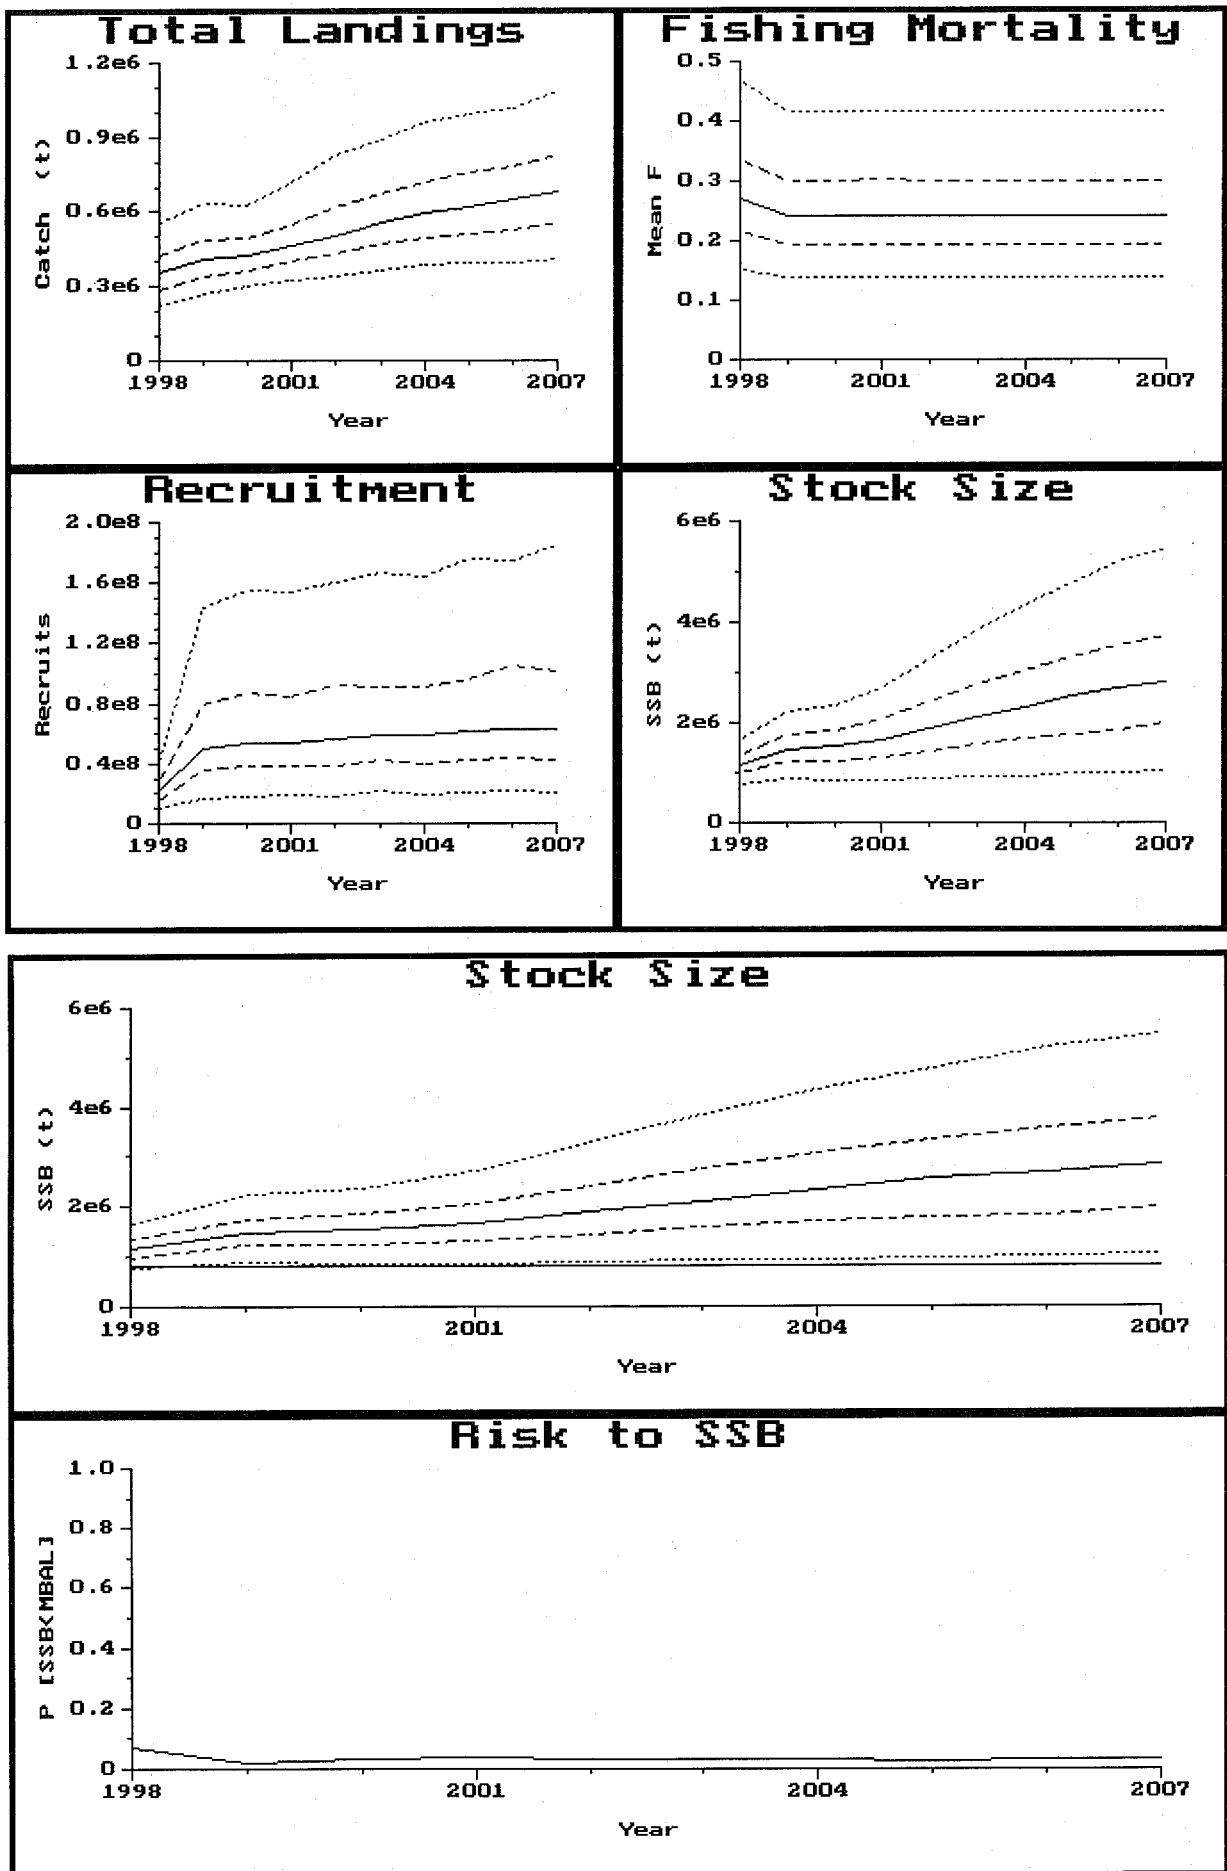 Total Landings
1.2e6
0.9e6
0.6e6
0.3e6
0
Catch (t)
1998 2001 2004 2007
Year
Fishing Mortality
0.5
0.4
0.3
0.2
0.1
0
Mean F
1998 2001 2004 2007
Year
Recruitment
2.0e8
1.6e8
1.2e8
0.8e8
0.4e8
0
Recruits
1998 2001 2004 2007
Year
Stock Size
6e6
4e6
2e6
0
SSB (t)
1998 2001 2004 2007
Year
Stock Size
6e6
4e6
2e6
0
SSB (t)
1998 2001 2004 2007
Year
Risk to SSB
1.0
0.8
0.6
0.4
0.2
0
P [SSB<MBAL]
1998 2001 2004 2007
Year